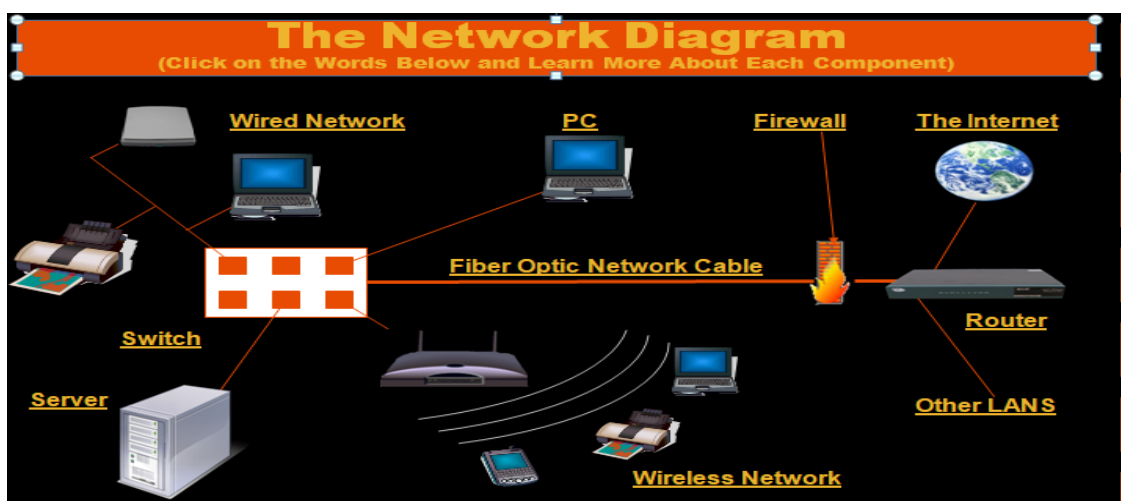 The Network Diagram
(Click on the Words Below and Learn More About Each Component)
Wired Network
PC
Firewall
The Internet
Fiber Optic Network Cable
Router
Switch
Server
Other LANS
Wireless Network